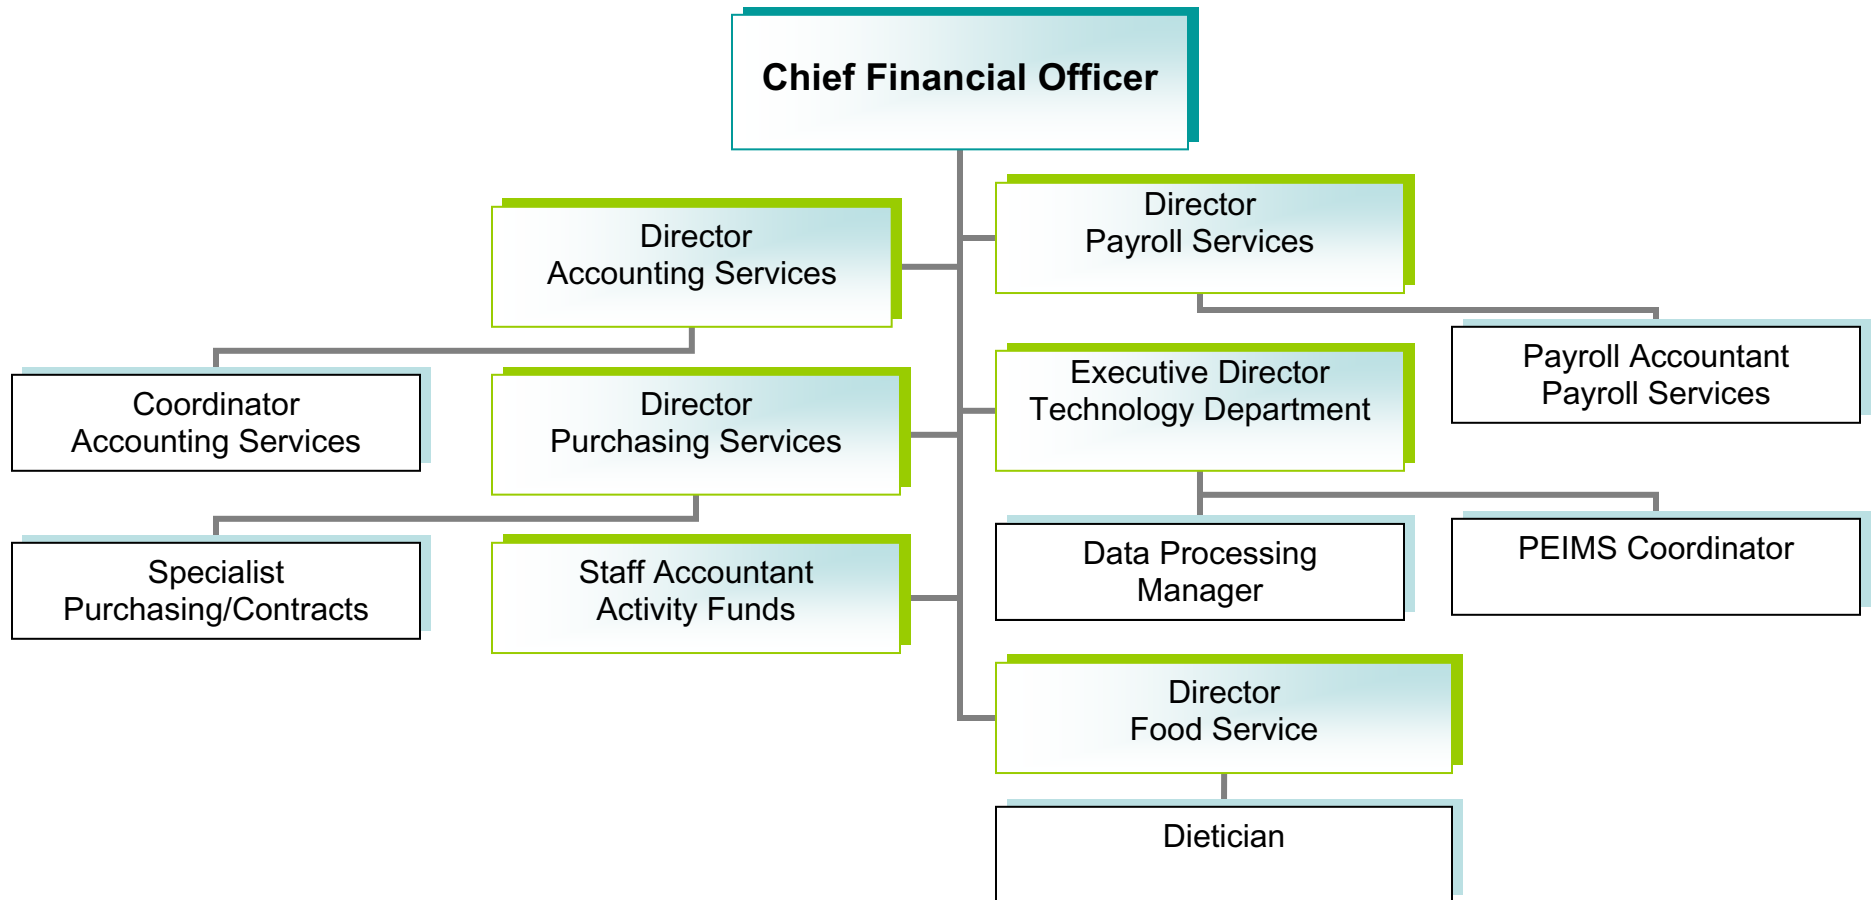 Chief Financial Officer
Director
Accounting Services
Director
Payroll Services
Coordinator
Accounting Services
Director
Purchasing Services
Executive Director
Technology Department
Payroll Accountant
Payroll Services
Specialist
Purchasing/Contracts
Staff Accountant
Activity Funds
Data Processing
Manager
PEIMS Coordinator
Director
Food Service
Dietician